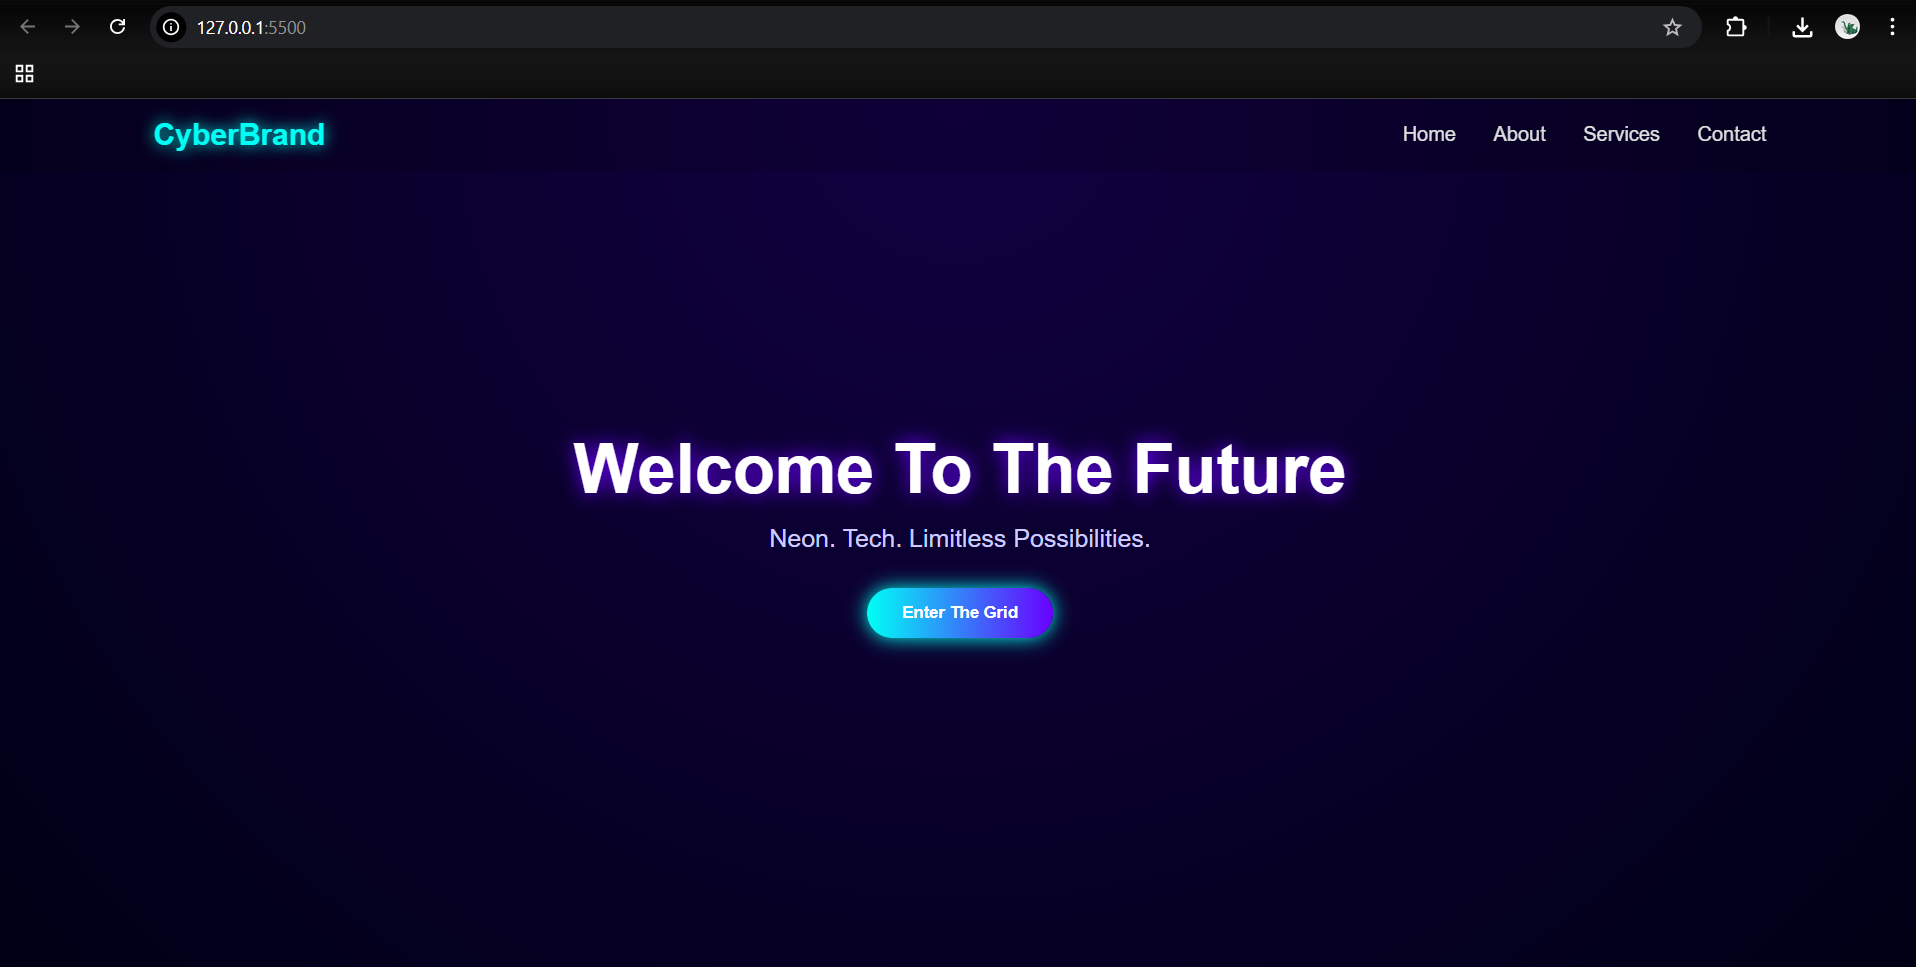 127.0.0.1:5500
CyberBrand
Home About Services Contact
Welcome To The Future
Neon. Tech. Limitless Possibilities.
Enter The Grid